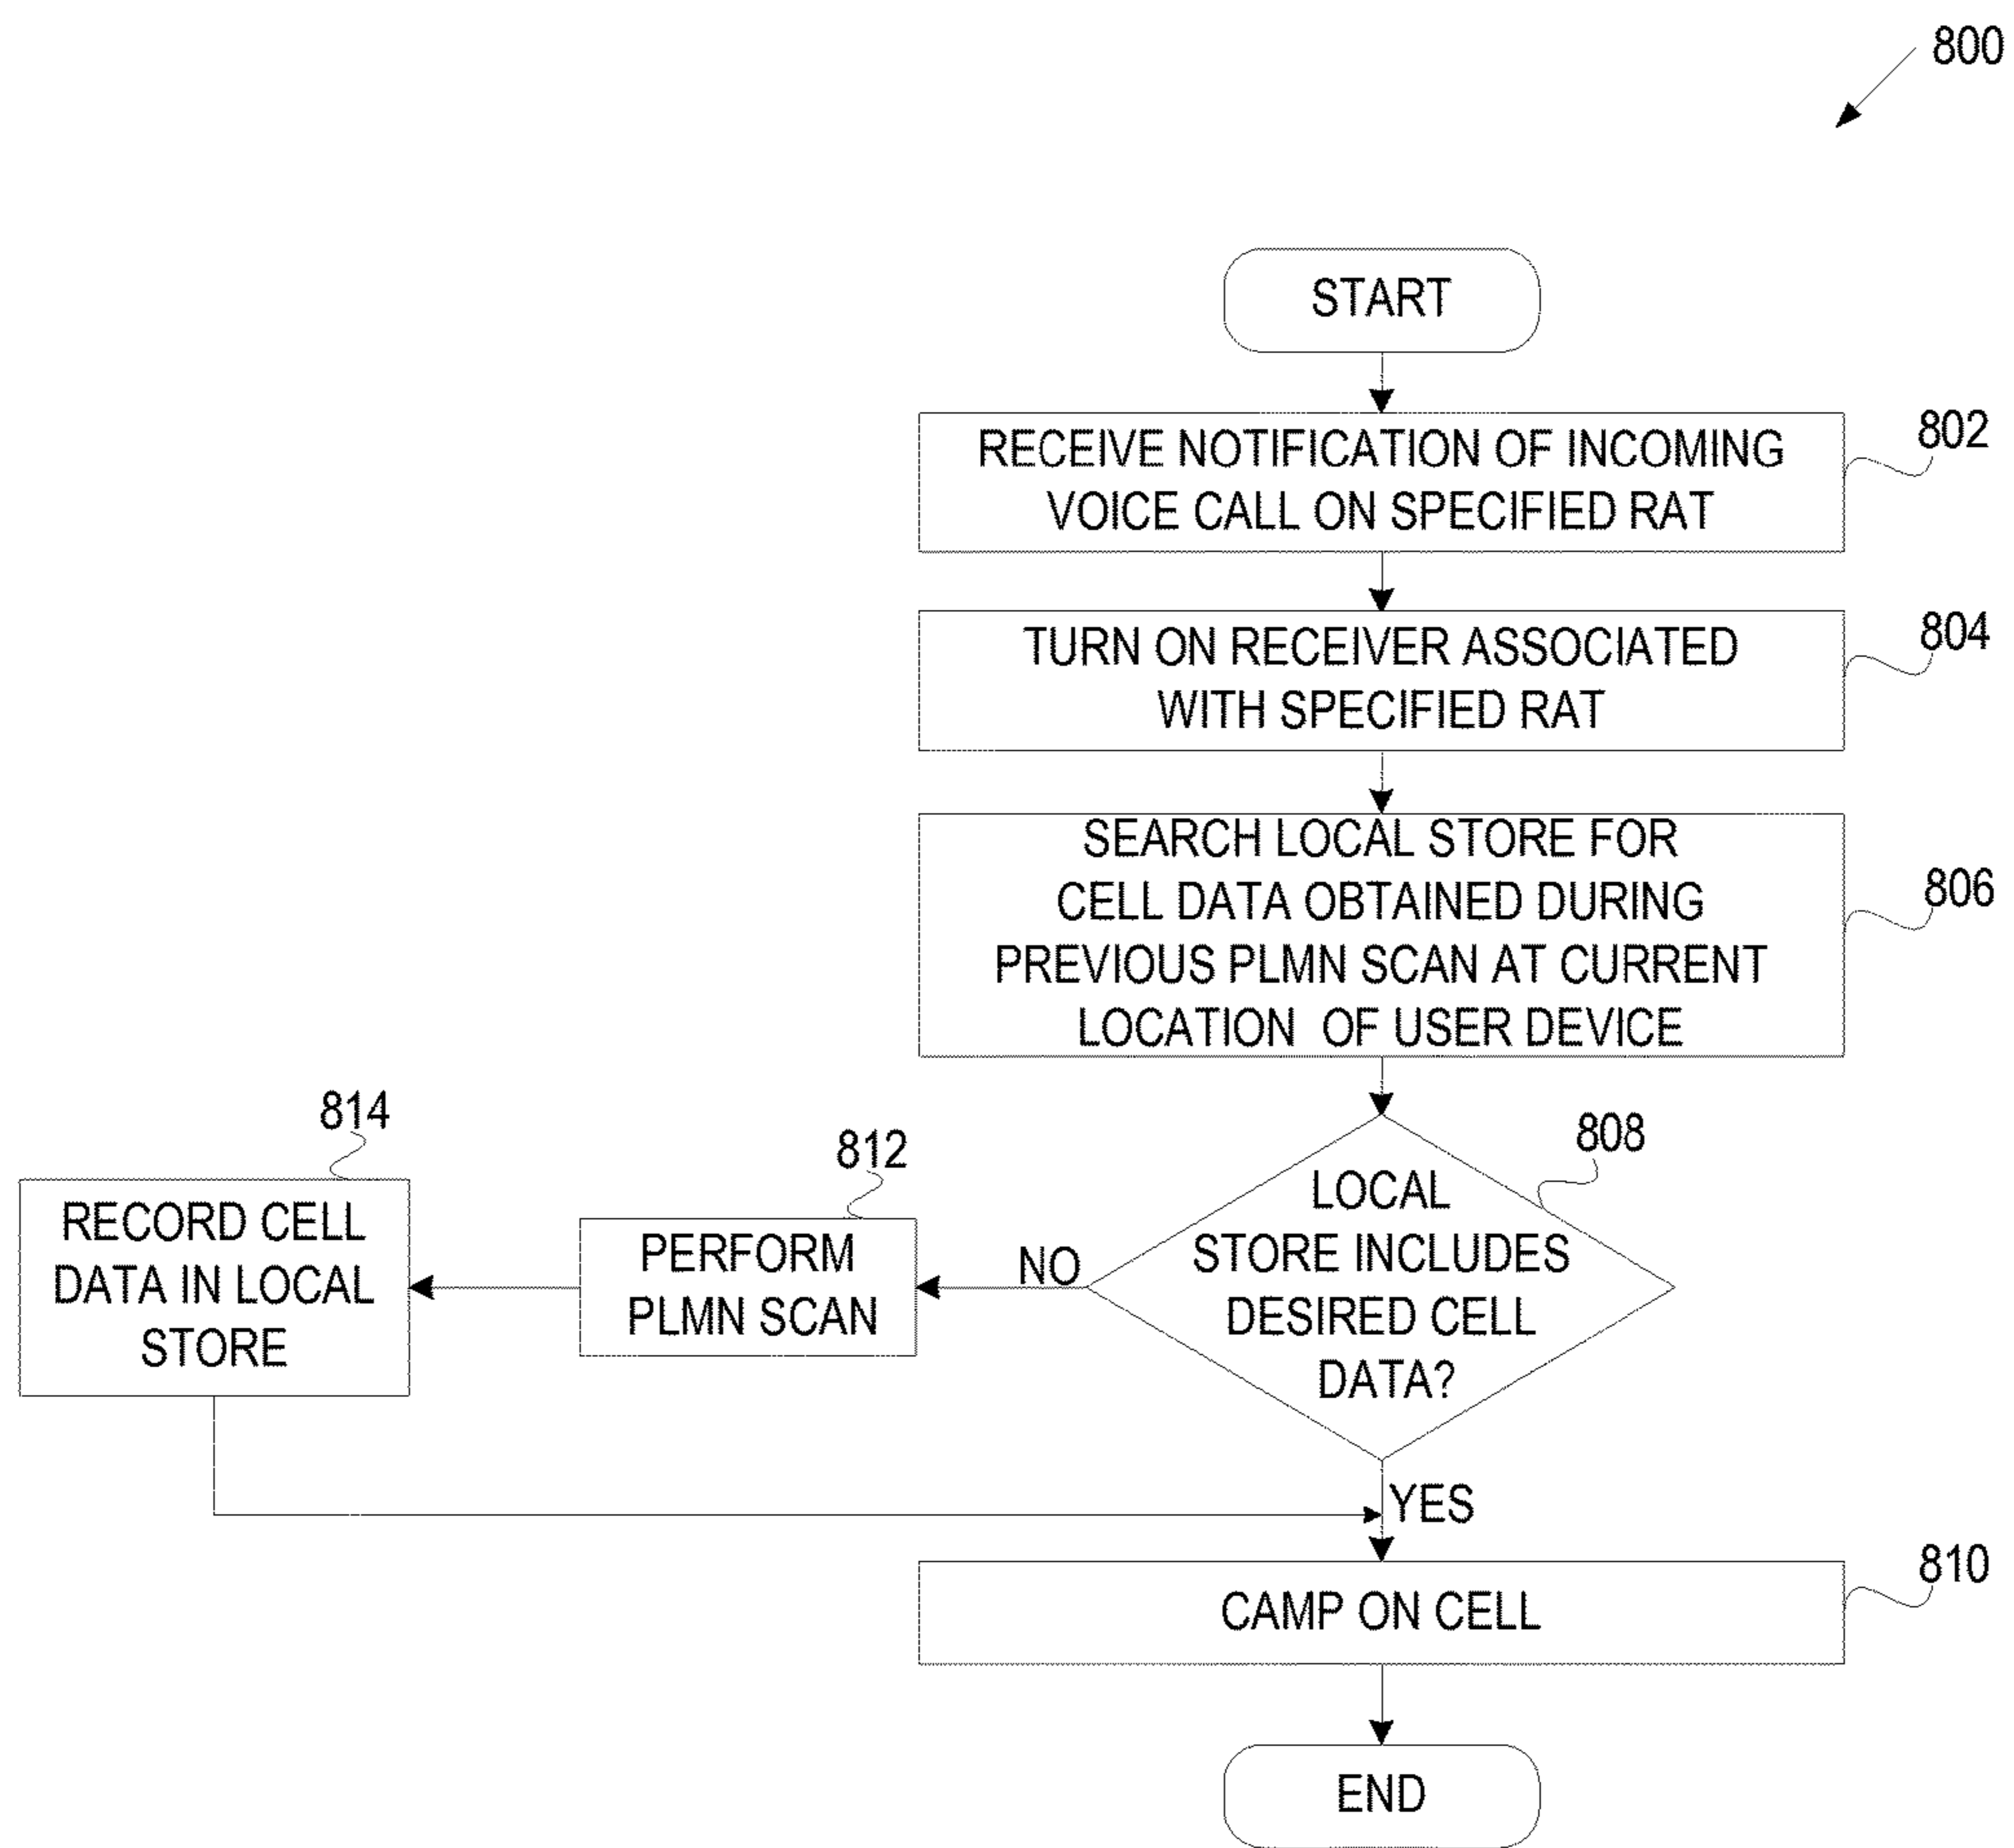 800
START
RECEIVE NOTIFICATION OF INCOMING
VOICE CALL ON SPECIFIED RAT
802
TURN ON RECEIVER ASSOCIATED
WITH SPECIFIED RAT
804
SEARCH LOCAL STORE FOR
CELL DATA OBTAINED DURING
PREVIOUS PLMN SCAN AT CURRENT
LOCATION OF USER DEVICE
806
808
LOCAL
STORE INCLUDES
DESIRED CELL
DATA?
NO
812
PERFORM
PLMN SCAN
814
RECORD CELL
DATA IN LOCAL
STORE
YES
810
CAMP ON CELL
END